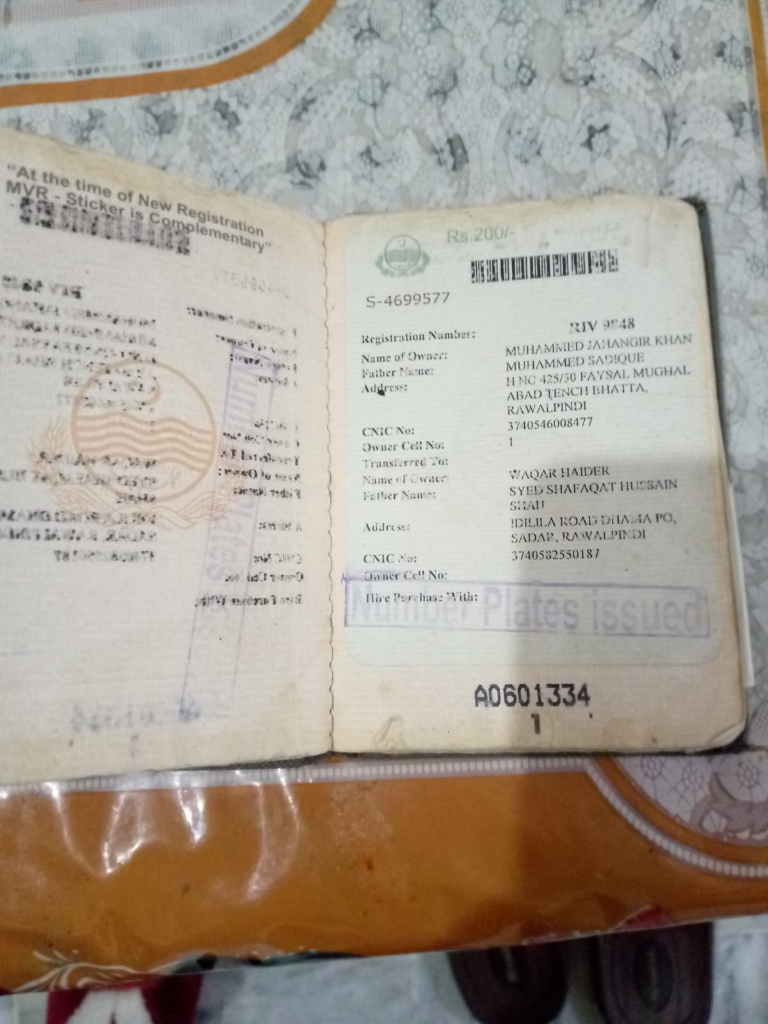 "At the time of New Registration
MVR - Sticker is Complementary"
Rs.200/-
S-4699577
Registration Number: RIV 9848
Name of Owner: MUHAMMED JAHANGIR KHAN
Father Name: MUHAMMED SADIQUE
Address: H NO 425/30 FAYSAL MUGHAL
ABAD TENCH BHATTA,
RAWALPINDI
CNIC No: 3740546008477
Owner Cell No: 1
Transferred To:
Name of Owner: WAQAR HAIDER
Father Name: SYED SHAFAQAT HUSSAIN
SHAH
Address: ROAD DHAMA PO,
SADAR, RAWALPINDI
CNIC No: 3740582550187
Owner Cell No:
Hire Purchase With:
Number Plates issued
A0601334
1